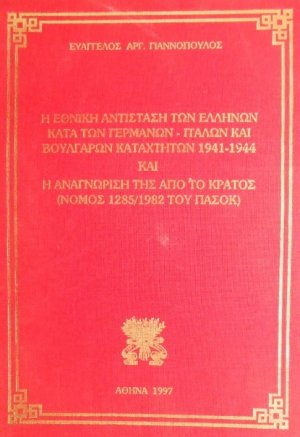 ΕΥΑΓΓΕΛΟΣ ΑΡΓ. ΓΙΑΝΝΟΠΟΥΛΟΣ
Η ΕΘΝΙΚΗ ΑΝΤΙΣΤΑΣΗ ΤΩΝ ΕΛΛΗΝΩΝ
ΚΑΤΑ ΤΩΝ ΓΕΡΜΑΝΩΝ - ΙΤΑΛΩΝ ΚΑΙ
ΒΟΥΛΓΑΡΩΝ ΚΑΤΑΧΤΗΤΩΝ 1941-1944
ΚΑΙ
Η ΑΝΑΓΝΩΡΙΣΗ ΤΗΣ ΑΠΟ ΤΟ ΚΡΑΤΟΣ
(ΝΟΜΟΣ 1285/1982 ΤΟΥ ΠΑΣΟΚ)
ΑΘΗΝΑ 1997